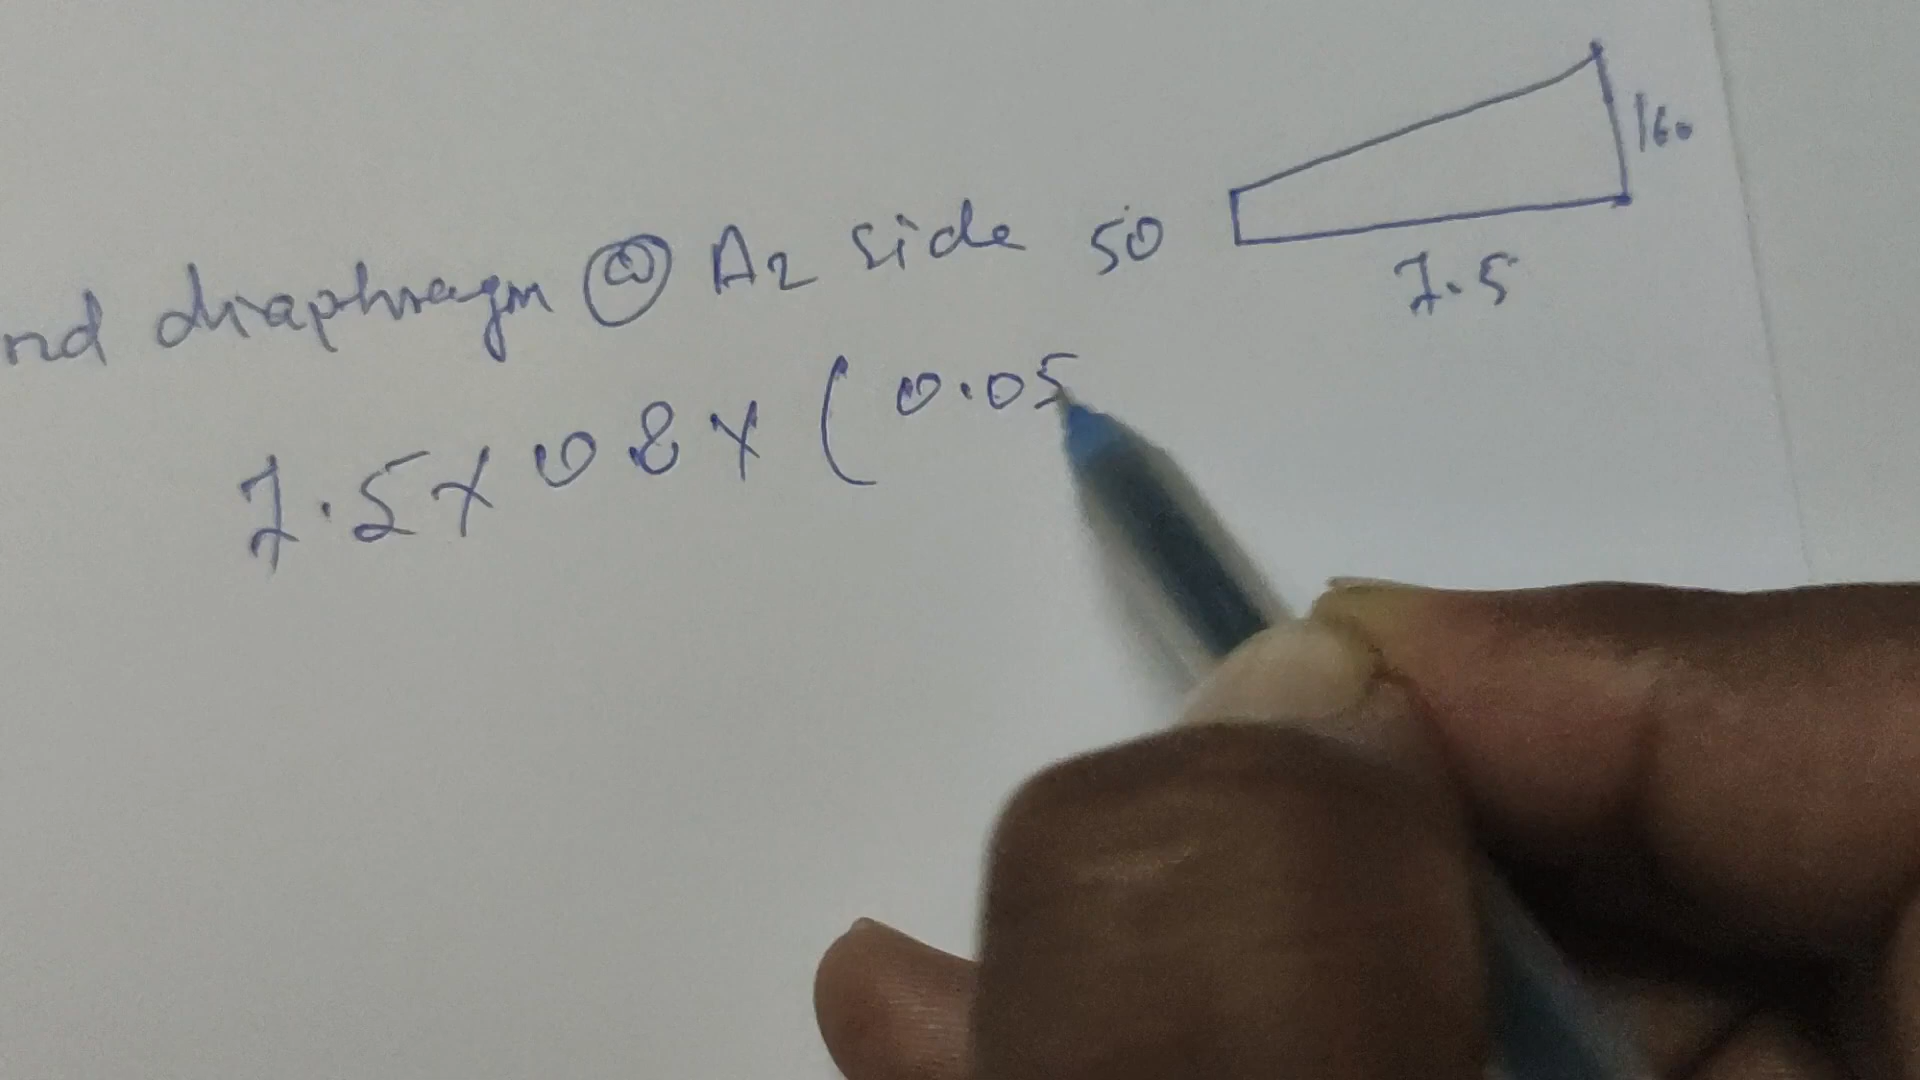 nd diaphragm @ A2 side 50
160
7.5
7.5 x 0.8 x ( 0.05